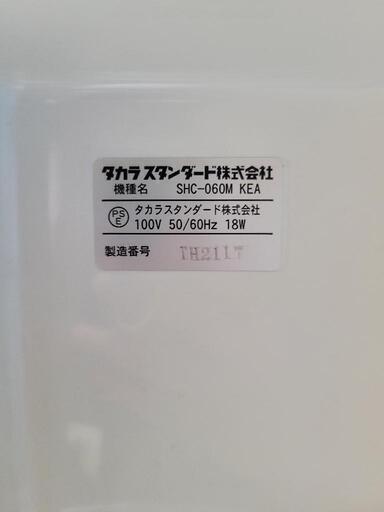 タカラスタンダード株式会社
機種名 SHC-060M KEA
PSE タカラスタンダード株式会社
100V 50/60Hz 18W
製造番号 TH2117